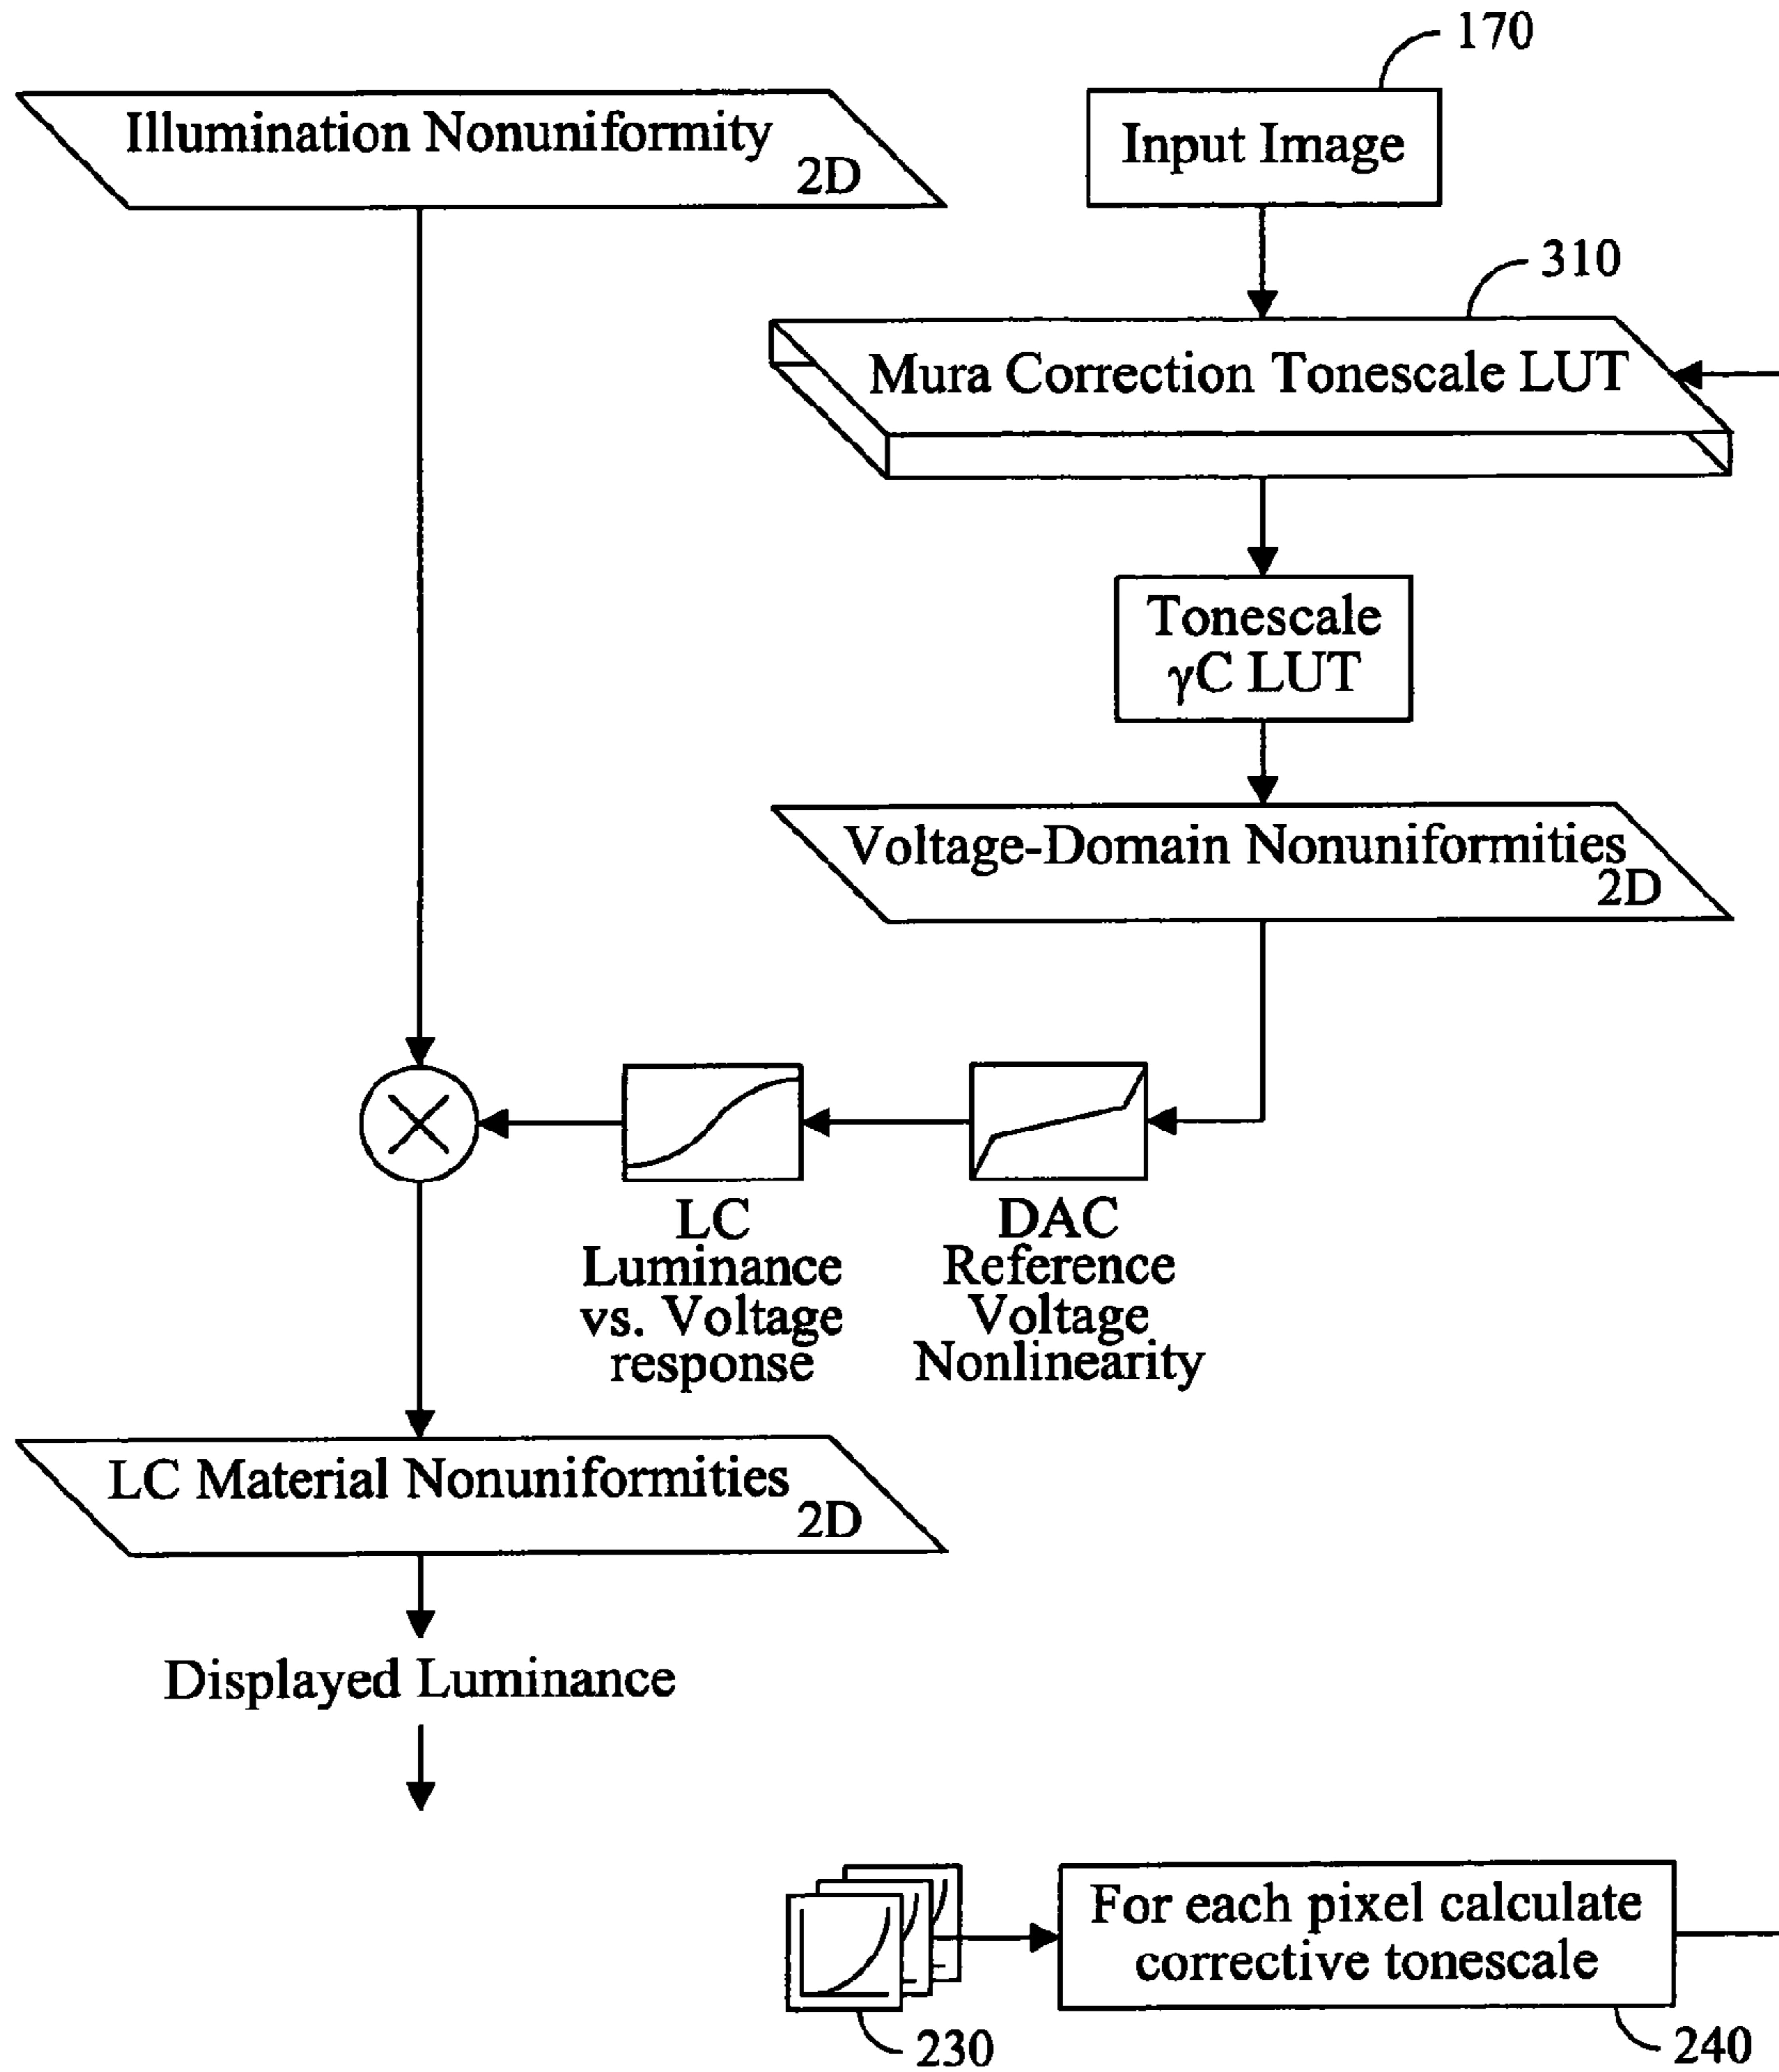 170
Illumination Nonuniformity
2D
Input Image
310
Mura Correction Tonescale LUT
Tonescale
γC LUT
Voltage-Domain Nonuniformities
2D
LC
Luminance
vs. Voltage
response
DAC
Reference
Voltage
Nonlinearity
LC Material Nonuniformities
2D
Displayed Luminance
For each pixel calculate
corrective tonescale
230
240